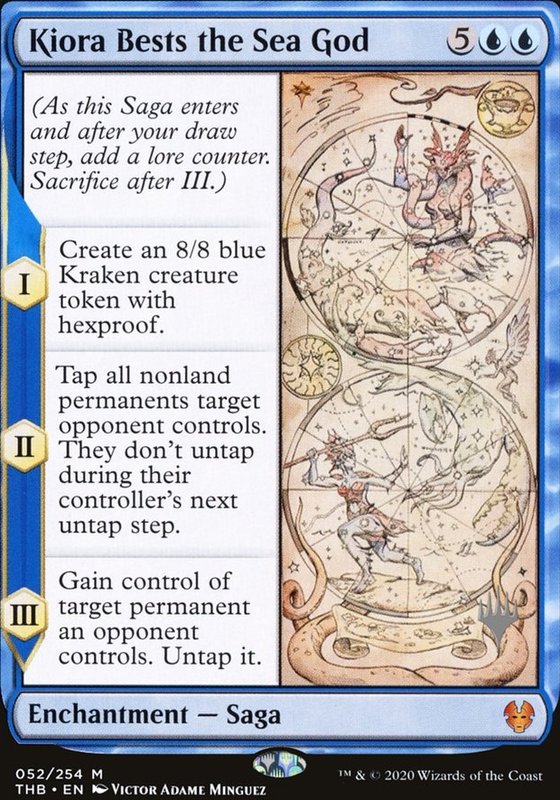 Kiora Bests the Sea God
5
(As this Saga enters
and after your draw
step, add a lore counter.
Sacrifice after III.)
I
Create an 8/8 blue
Kraken creature
token with
hexproof.
II
Tap all nonland
permanents target
opponent controls.
They don't untap
during their
controller's next
untap step.
III
Gain control of
target permanent
an opponent
controls. Untap it.
Enchantment — Saga
052/254 M
THB • EN Victor Adame Minguez
™ & © 2020 Wizards of the Coast